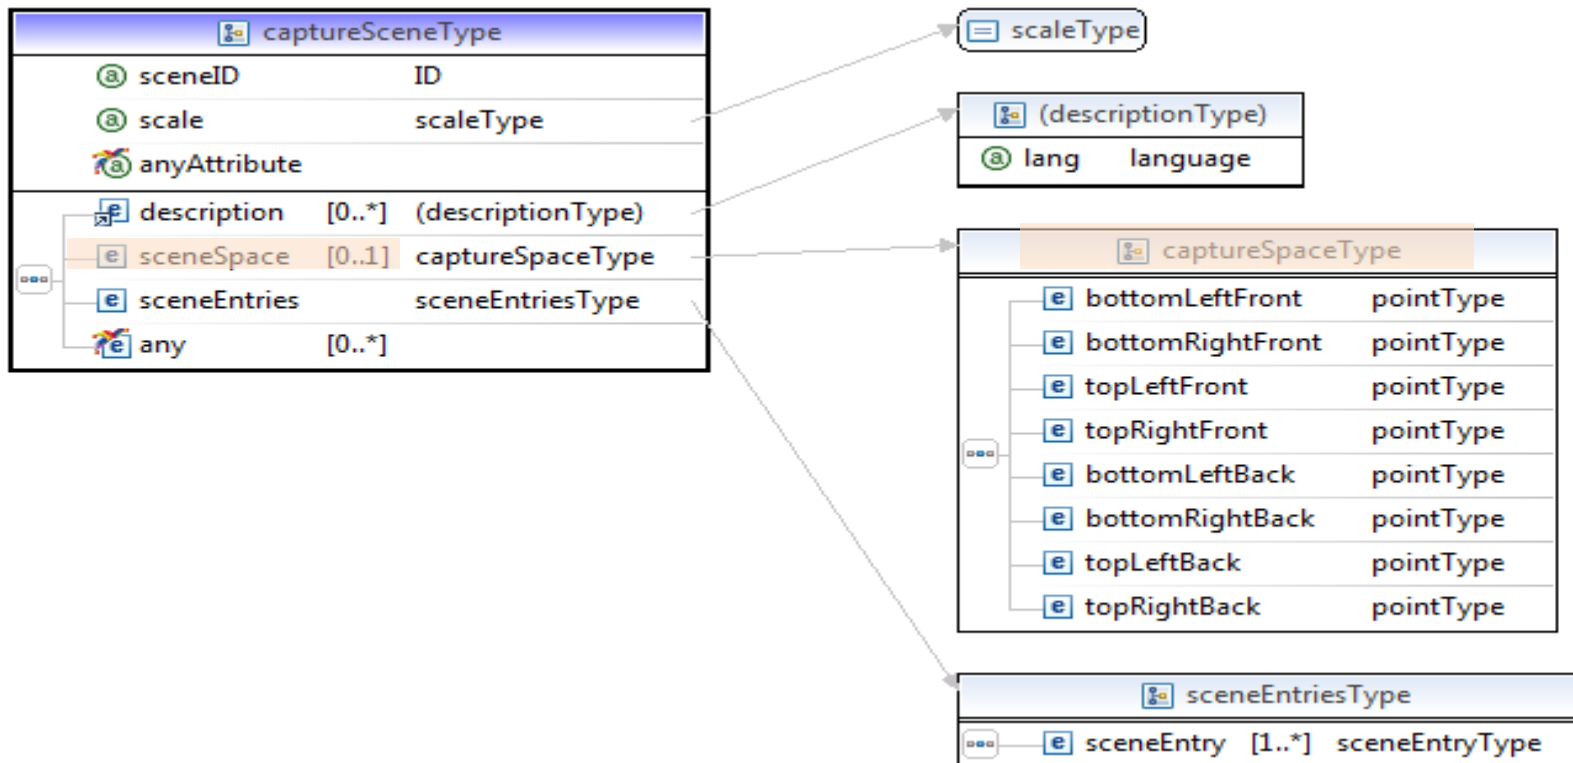 captureSceneType
sceneID ID
scale scaleType
anyAttribute
description [0..*] (descriptionType)
sceneSpace [0..1] captureSpaceType
sceneEntries sceneEntriesType
any [0..*]
scaleType
(descriptionType)
lang language
captureSpaceType
bottomLeftFront pointType
bottomRightFront pointType
topLeftFront pointType
topRightFront pointType
bottomLeftBack pointType
bottomRightBack pointType
topLeftBack pointType
topRightBack pointType
sceneEntriesType
sceneEntry [1..*] sceneEntryType